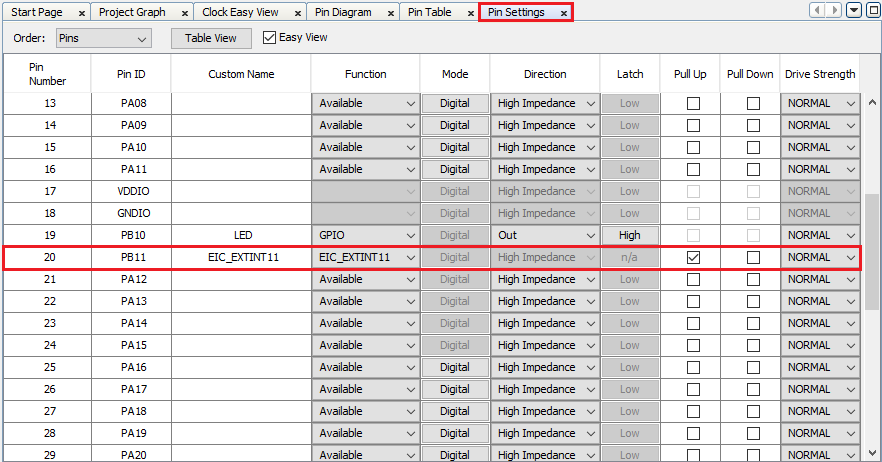 Start Page x Project Graph x Clock Easy View x Pin Diagram x Pin Table x Pin Settings x
Order: Pins Table View Easy View
Pin Number Pin ID Custom Name Function Mode Direction Latch Pull Up Pull Down Drive Strength
13 PA08 Available Digital High Impedance Low NORMAL
14 PA09 Available Digital High Impedance Low NORMAL
15 PA10 Available Digital High Impedance Low NORMAL
16 PA11 Available Digital High Impedance Low NORMAL
17 VDDIO Digital High Impedance Low NORMAL
18 GNDIO Digital High Impedance Low NORMAL
19 PB10 LED GPIO Digital Out High NORMAL
20 PB11 EIC_EXTINT11 EIC_EXTINT11 Digital High Impedance n/a NORMAL
21 PA12 Available Digital High Impedance Low NORMAL
22 PA13 Available Digital High Impedance Low NORMAL
23 PA14 Available Digital High Impedance Low NORMAL
24 PA15 Available Digital High Impedance Low NORMAL
25 PA16 Available Digital High Impedance Low NORMAL
26 PA17 Available Digital High Impedance Low NORMAL
27 PA18 Available Digital High Impedance Low NORMAL
28 PA19 Available Digital High Impedance Low NORMAL
29 PA20 Available Digital High Impedance Low NORMAL